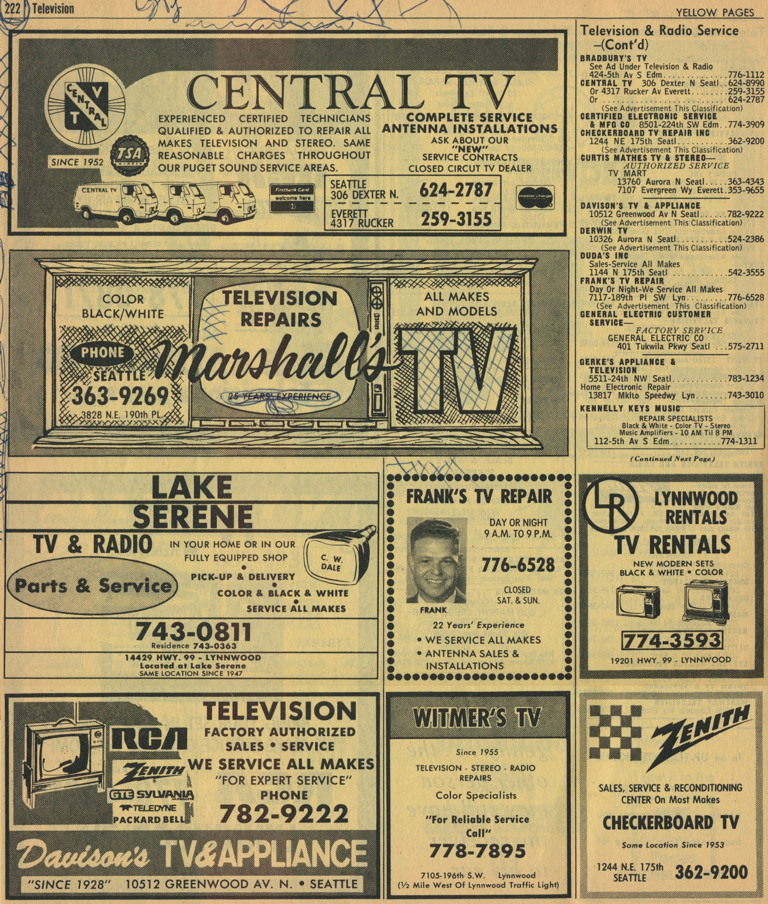 222 Television
YELLOW PAGES
CENTRAL TV
CENTRAL
TV
SINCE 1952
EXPERIENCED CERTIFIED TECHNICIANS
QUALIFIED & AUTHORIZED TO REPAIR ALL
MAKES TELEVISION AND STEREO. SAME
REASONABLE CHARGES THROUGHOUT
OUR PUGET SOUND SERVICE AREAS.
TSA
COMPLETE SERVICE
ANTENNA INSTALLATIONS
ASK ABOUT OUR
"NEW"
SERVICE CONTRACTS
CLOSED CIRCUT TV DEALER
CENTRAL TV
Firstbank Card
welcome here
SEATTLE
306 DEXTER N. 624-2787
EVERETT
4317 RUCKER 259-3155
COLOR
BLACK/WHITE
PHONE
SEATTLE
363-9269
3828 N.E. 190th PL.
TELEVISION
REPAIRS
Marshall's TV
25 YEARS' EXPERIENCE
ALL MAKES
AND MODELS
LAKE
SERENE
TV & RADIO
Parts & Service
IN YOUR HOME OR IN OUR
FULLY EQUIPPED SHOP
•
PICK-UP & DELIVERY
•
COLOR & BLACK & WHITE
•
SERVICE ALL MAKES
C. W.
DALE
743-0811
Residence 743-0363
14429 HWY. 99 - LYNNWOOD
Located at Lake Serene
SAME LOCATION SINCE 1947
FRANK'S TV REPAIR
DAY OR NIGHT
9 A.M. TO 9 P.M.
776-6528
CLOSED
SAT. & SUN.
FRANK
22 Years' Experience
• WE SERVICE ALL MAKES
• ANTENNA SALES &
INSTALLATIONS
RCA
ZENITH
GTE SYLVANIA
TELEDYNE
PACKARD BELL
TELEVISION
FACTORY AUTHORIZED
SALES • SERVICE
WE SERVICE ALL MAKES
"FOR EXPERT SERVICE"
PHONE
782-9222
Davison's TV&APPLIANCE
"SINCE 1928" 10512 GREENWOOD AV. N. • SEATTLE
WITMER'S TV
Since 1955
TELEVISION - STEREO - RADIO
REPAIRS
Color Specialists
"For Reliable Service
Call"
778-7895
7105-196th S.W. Lynnwood
(½ Mile West Of Lynnwood Traffic Light)
Television & Radio Service
—(Cont'd)
BRADBURY'S TV
See Ad Under Television & Radio
424-5th Av S Edm............776-1112
CENTRAL TV 306 Dexter N Seatl..624-8990
Or 4317 Rucker Av Everett......259-3155
Or..........................624-2787
(See Advertisement This Classification)
CERTIFIED ELECTRONIC SERVICE
& MFG CO 8501-224th SW Edm..774-3909
CHECKERBOARD TV REPAIR INC
1244 NE 175th Seatl...........362-9200
(See Advertisement This Classification)
CURTIS MATHES TV & STEREO—
AUTHORIZED SERVICE
TV MART
13760 Aurora N Seatl.....363-4343
7107 Evergreen Wy Everett.353-9655
DAVISON'S TV & APPLIANCE
10512 Greenwood Av N Seatl....782-9222
(See Advertisement This Classification)
DERWIN TV
10326 Aurora N Seatl.........524-2386
(See Advertisement This Classification)
DUDA'S INC
Sales-Service All Makes
1144 N 175th Seatl...........542-3555
FRANK'S TV REPAIR
Day Or Night-We Service All Makes
7117-189th Pl SW Lyn.........776-6528
(See Advertisement This Classification)
GENERAL ELECTRIC CUSTOMER
SERVICE—
FACTORY SERVICE
GENERAL ELECTRIC CO
401 Tukwila Pkwy Seatl....575-2711
GERKE'S APPLIANCE &
TELEVISION
5511-24th NW Seatl...........783-1234
Home Electronic Repair
13817 Mklto Speedwy Lyn......743-3010
KENNELLY KEYS MUSIC
REPAIR SPECIALISTS
Black & White - Color TV - Stereo
Music Amplifiers - 10 AM Til 8 PM
112-5th Av S Edm............774-1311
(Continued Next Page)
LR
LYNNWOOD
RENTALS
TV RENTALS
NEW MODERN SETS
BLACK & WHITE • COLOR
774-3593
19201 HWY. 99 - LYNNWOOD
ZENITH
SALES, SERVICE & RECONDITIONING
CENTER On Most Makes
CHECKERBOARD TV
Same Location Since 1953
1244 N.E. 175th
SEATTLE 362-9200